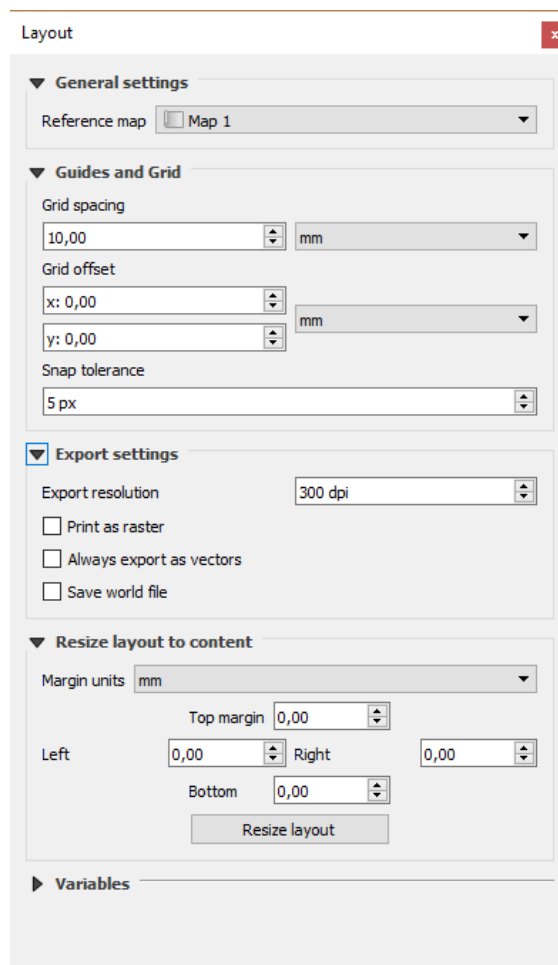 Layout
General settings
Reference map Map 1
Guides and Grid
Grid spacing
10,00 mm
Grid offset
x: 0,00
mm
y: 0,00
Snap tolerance
5 px
Export settings
Export resolution 300 dpi
Print as raster
Always export as vectors
Save world file
Resize layout to content
Margin units mm
Top margin 0,00
Left 0,00 Right 0,00
Bottom 0,00
Resize layout
Variables